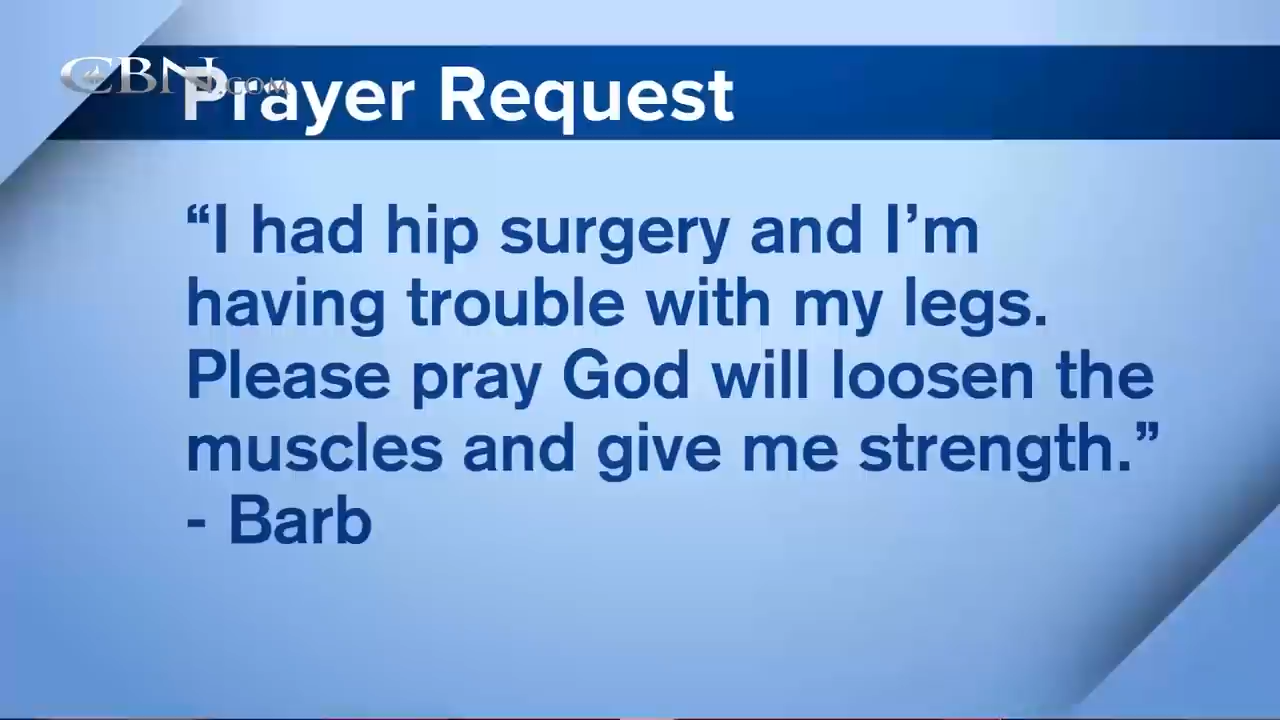 CBN.COM
Prayer Request
“I had hip surgery and I’m
having trouble with my legs.
Please pray God will loosen the
muscles and give me strength.”
- Barb